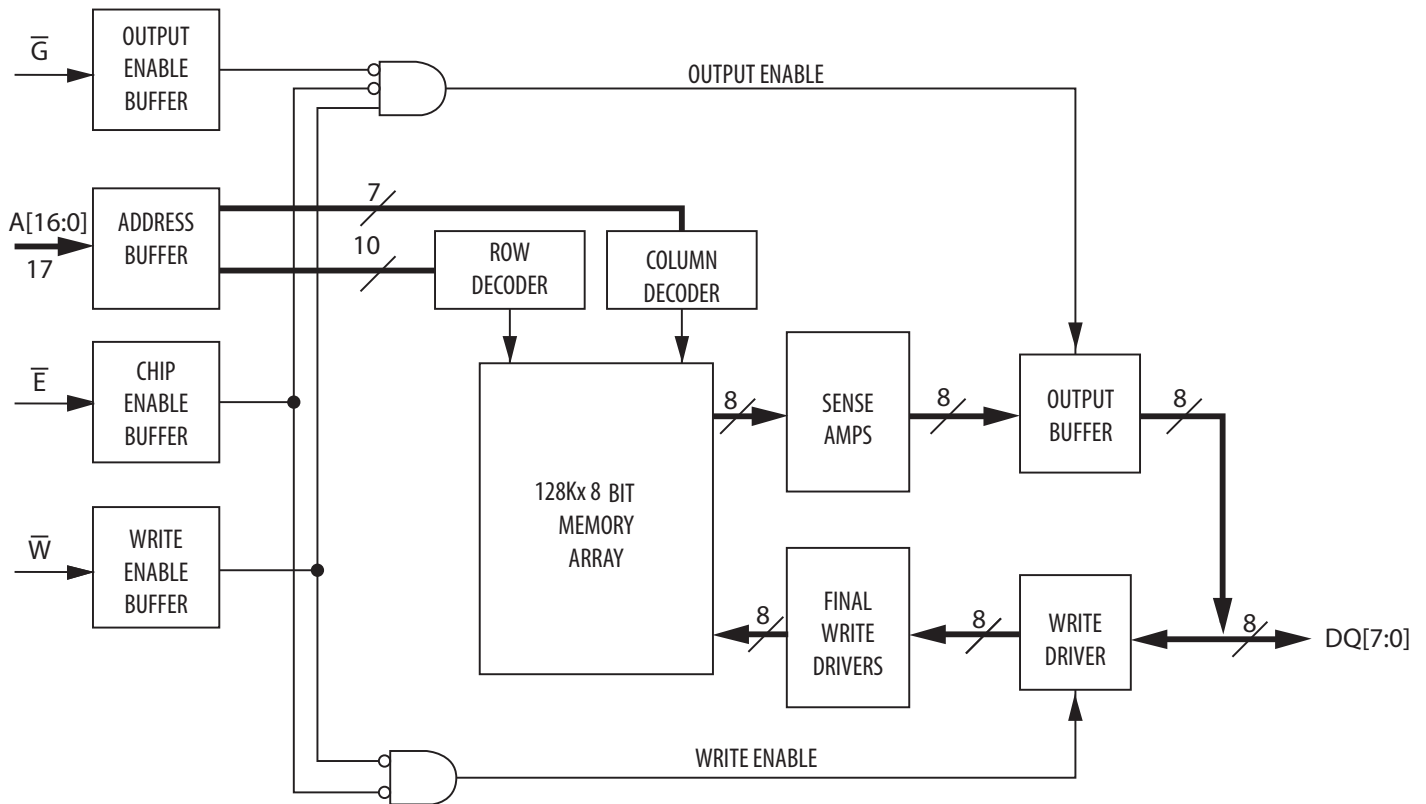 G̅
OUTPUT
ENABLE
BUFFER
OUTPUT ENABLE
A[16:0]
17
ADDRESS
BUFFER
7
10
ROW
DECODER
COLUMN
DECODER
E̅
CHIP
ENABLE
BUFFER
W̅
WRITE
ENABLE
BUFFER
128Kx 8 BIT
MEMORY
ARRAY
8
SENSE
AMPS
8
OUTPUT
BUFFER
8
8
FINAL
WRITE
DRIVERS
8
WRITE
DRIVER
8
DQ[7:0]
WRITE ENABLE